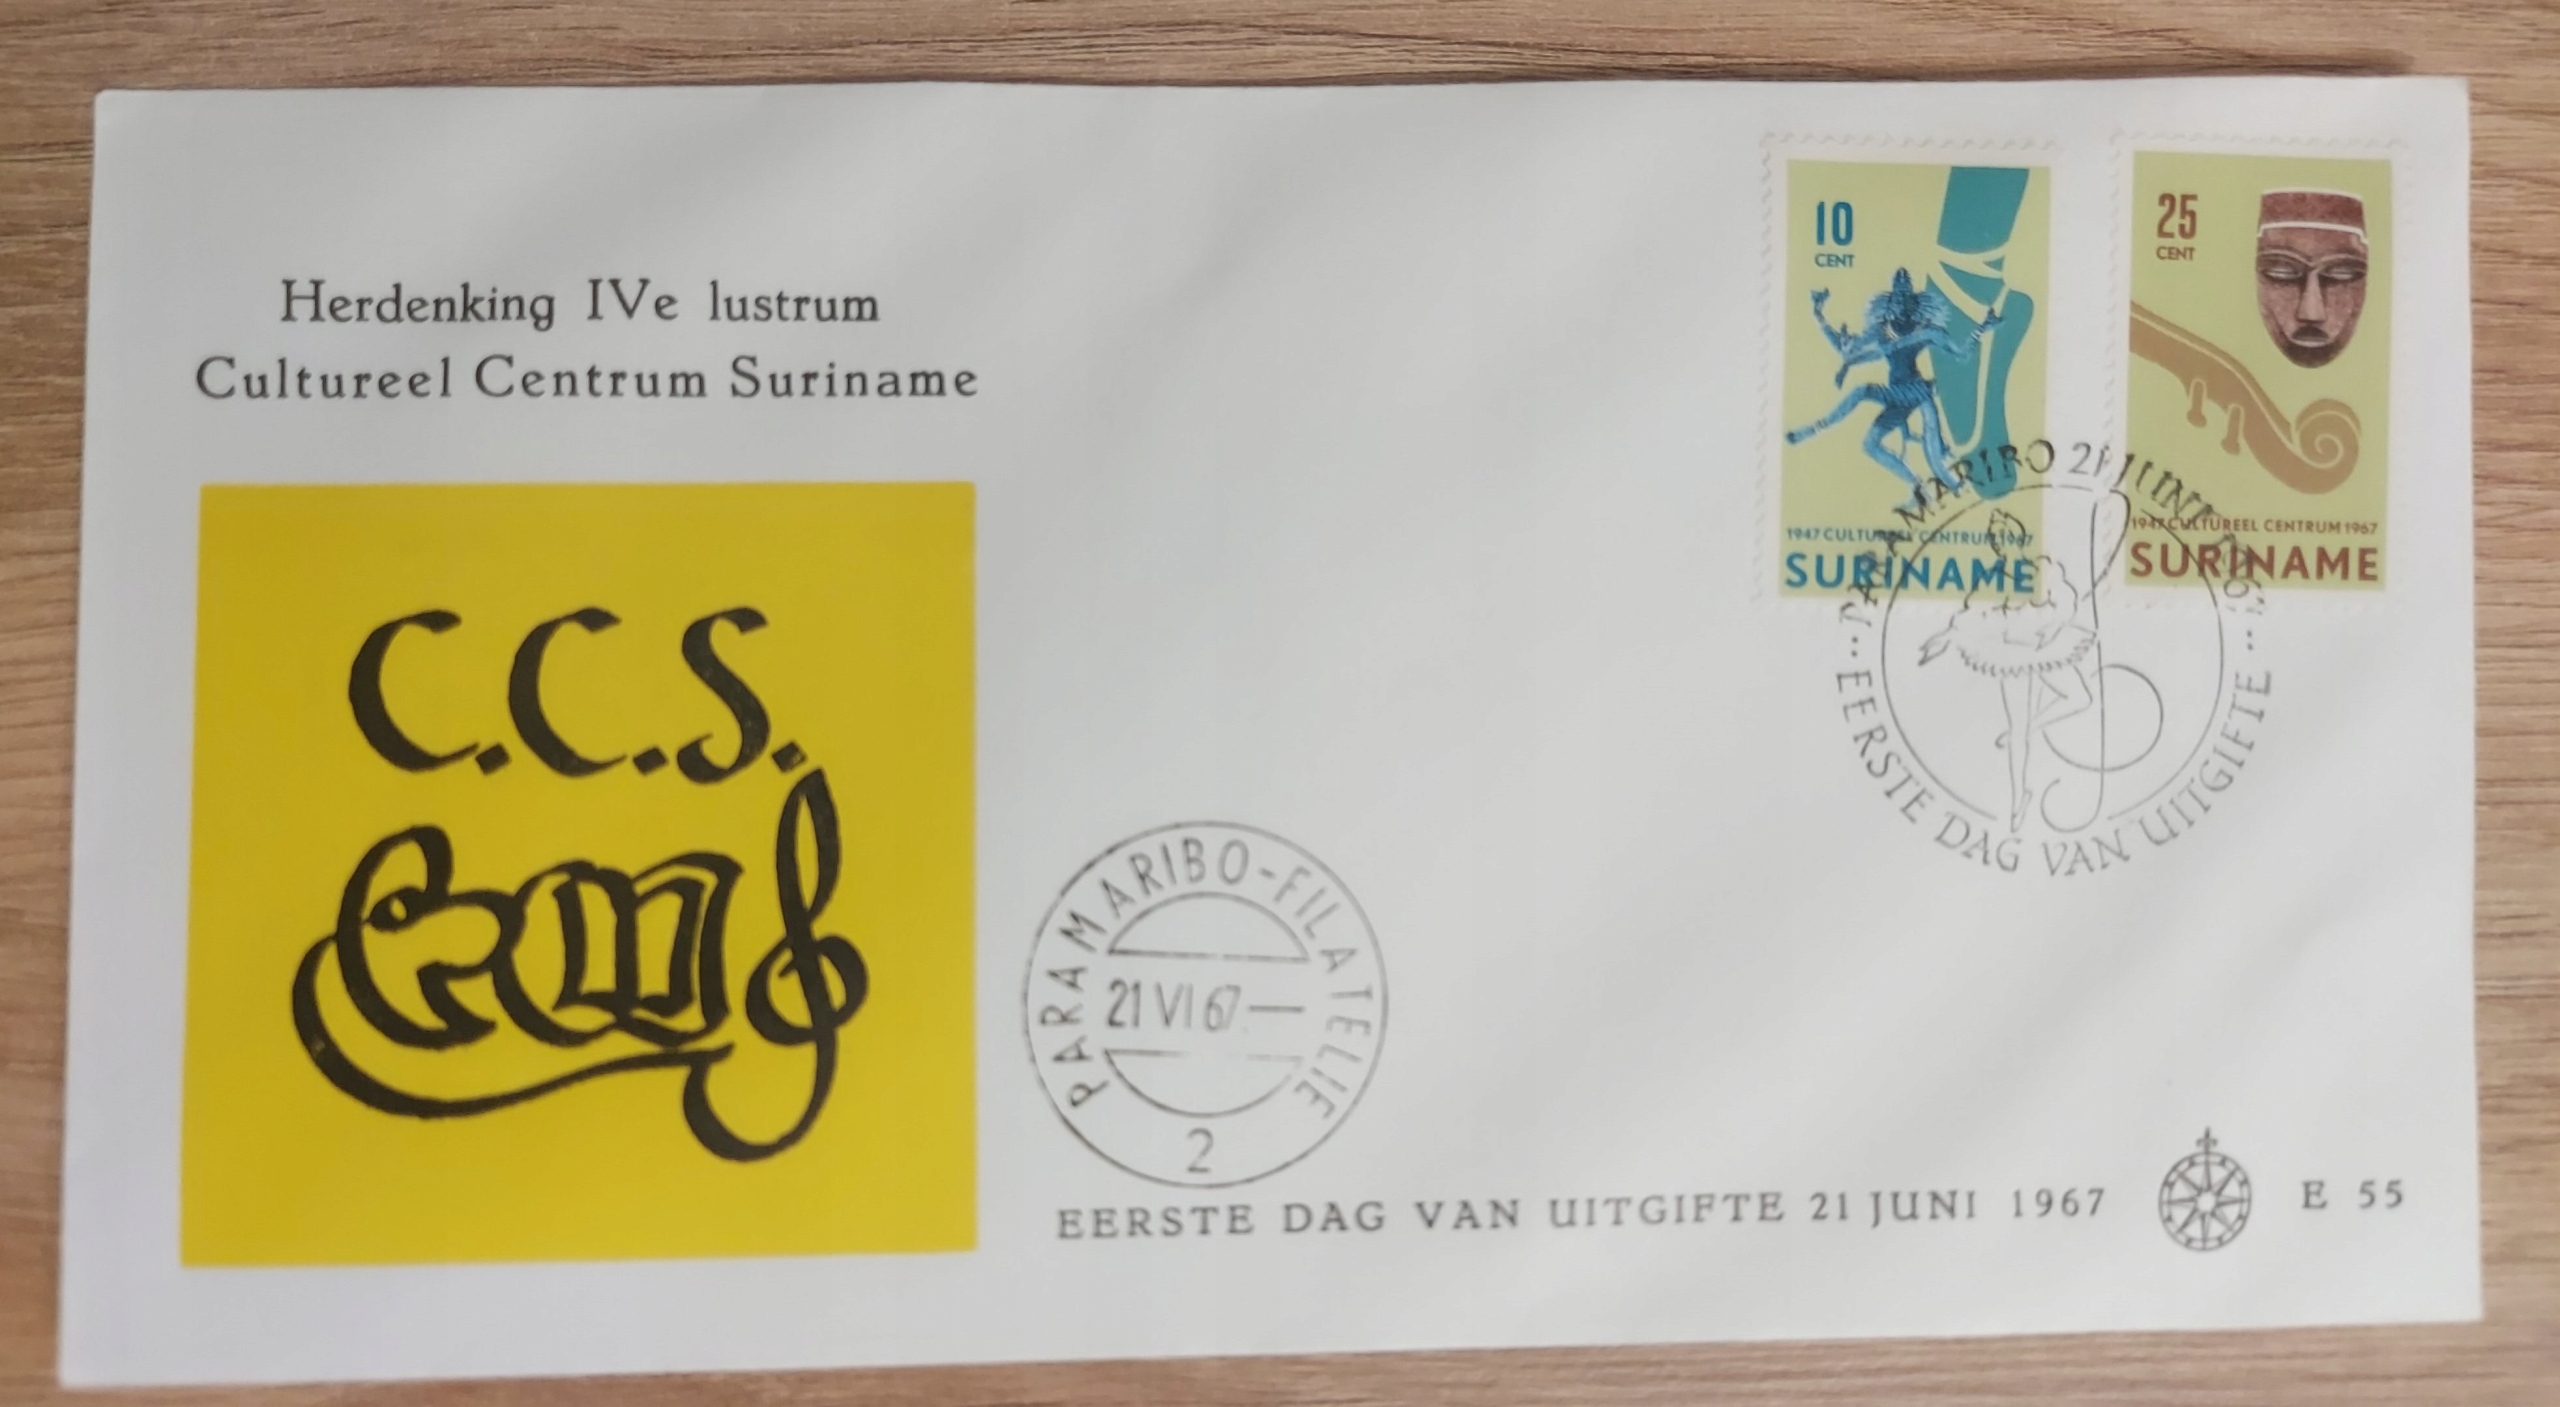 Herdenking IVe lustrum
Cultureel Centrum Suriname
C.C.S.
10
CENT
1947 CULTUREEL CENTRUM 1967
SURINAME
25
CENT
1947 CULTUREEL CENTRUM 1967
SURINAME
PARAMARIBO 21 JUNI 1967
EERSTE DAG VAN UITGIFTE
PARAMARIBO-FILATELIE
21 VI 67
2
EERSTE DAG VAN UITGIFTE 21 JUNI 1967
E 55